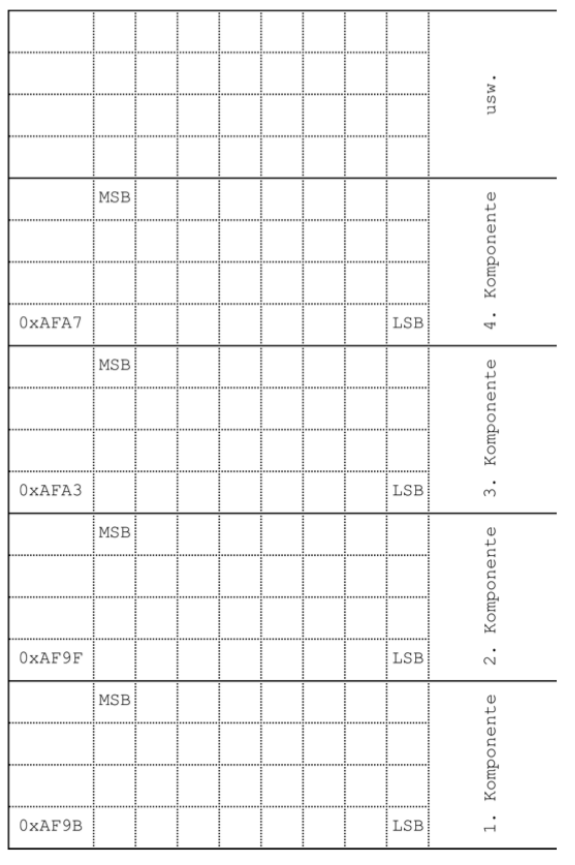 usw.
MSB
0xAFA7 LSB
4. Komponente
MSB
0xAFA3 LSB
3. Komponente
MSB
0xAF9F LSB
2. Komponente
MSB
0xAF9B LSB
1. Komponente